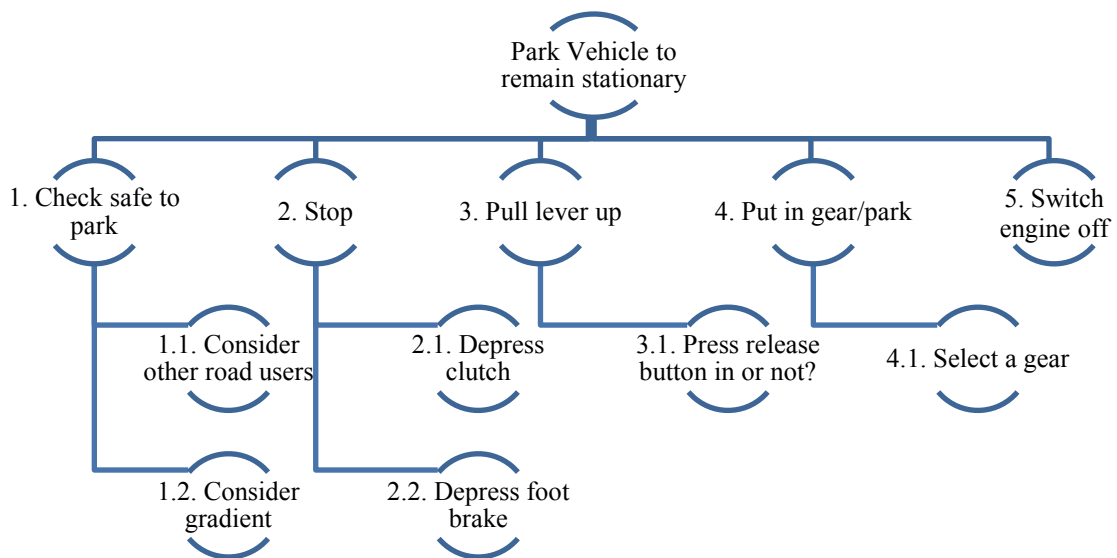 Park Vehicle to
remain stationary
1. Check safe to
park
2. Stop
3. Pull lever up
4. Put in gear/park
5. Switch
engine off
1.1. Consider
other road users
2.1. Depress
clutch
3.1. Press release
button in or not?
4.1. Select a gear
1.2. Consider
gradient
2.2. Depress foot
brake